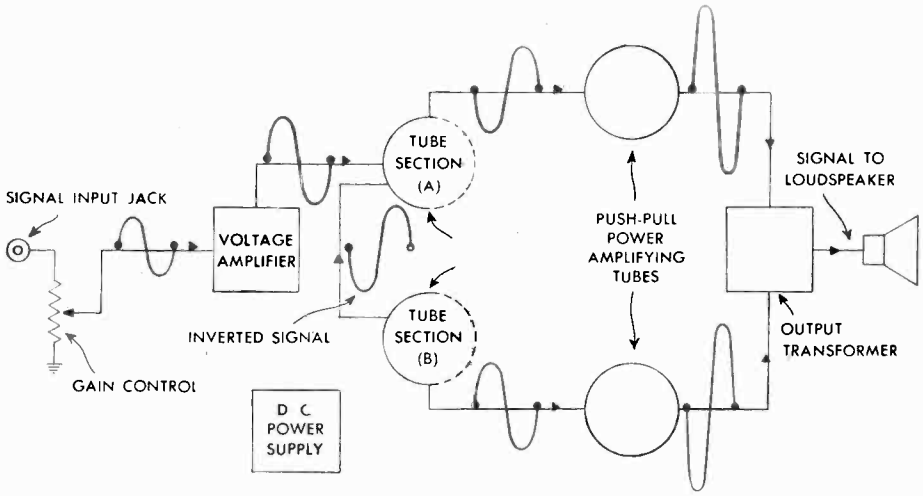 SIGNAL INPUT JACK
GAIN CONTROL
VOLTAGE
AMPLIFIER
INVERTED SIGNAL
D C
POWER
SUPPLY
TUBE
SECTION
(A)
TUBE
SECTION
(B)
PUSH-PULL
POWER
AMPLIFYING
TUBES
SIGNAL TO
LOUDSPEAKER
OUTPUT
TRANSFORMER